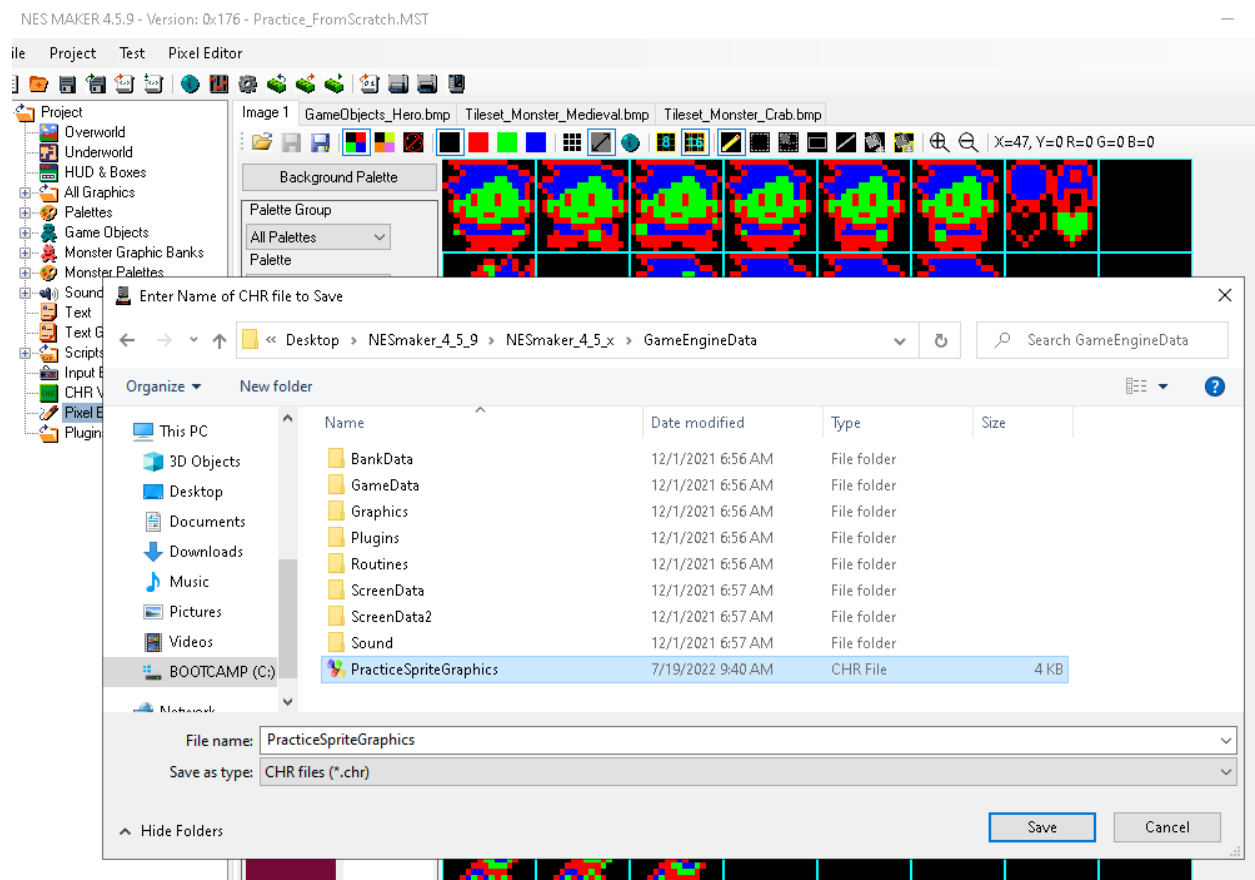 NES MAKER 4.5.9 - Version: 0x176 - Practice_FromScratch.MST
ile Project Test Pixel Editor
Project
Overworld
Underworld
HUD & Boxes
All Graphics
Palettes
Game Objects
Monster Graphic Banks
Monster Palettes
Sound
Text
Text G
Scripts
Input E
CHR V
Pixel E
Plugin
Image 1 GameObjects_Hero.bmp Tileset_Monster_Medieval.bmp Tileset_Monster_Crab.bmp
8 16 X=47, Y=0 R=0 G=0 B=0
Background Palette
Palette Group
All Palettes
Palette
Enter Name of CHR file to Save
« Desktop > NESmaker_4_5_9 > NESmaker_4_5_x > GameEngineData
Search GameEngineData
Organize New folder
This PC
3D Objects
Desktop
Documents
Downloads
Music
Pictures
Videos
BOOTCAMP (C:)
Network
Name Date modified Type Size
BankData 12/1/2021 6:56 AM File folder
GameData 12/1/2021 6:56 AM File folder
Graphics 12/1/2021 6:56 AM File folder
Plugins 12/1/2021 6:56 AM File folder
Routines 12/1/2021 6:56 AM File folder
ScreenData 12/1/2021 6:57 AM File folder
ScreenData2 12/1/2021 6:57 AM File folder
Sound 12/1/2021 6:57 AM File folder
PracticeSpriteGraphics 7/19/2022 9:40 AM CHR File 4 KB
File name: PracticeSpriteGraphics
Save as type: CHR files (*.chr)
Hide Folders Save Cancel